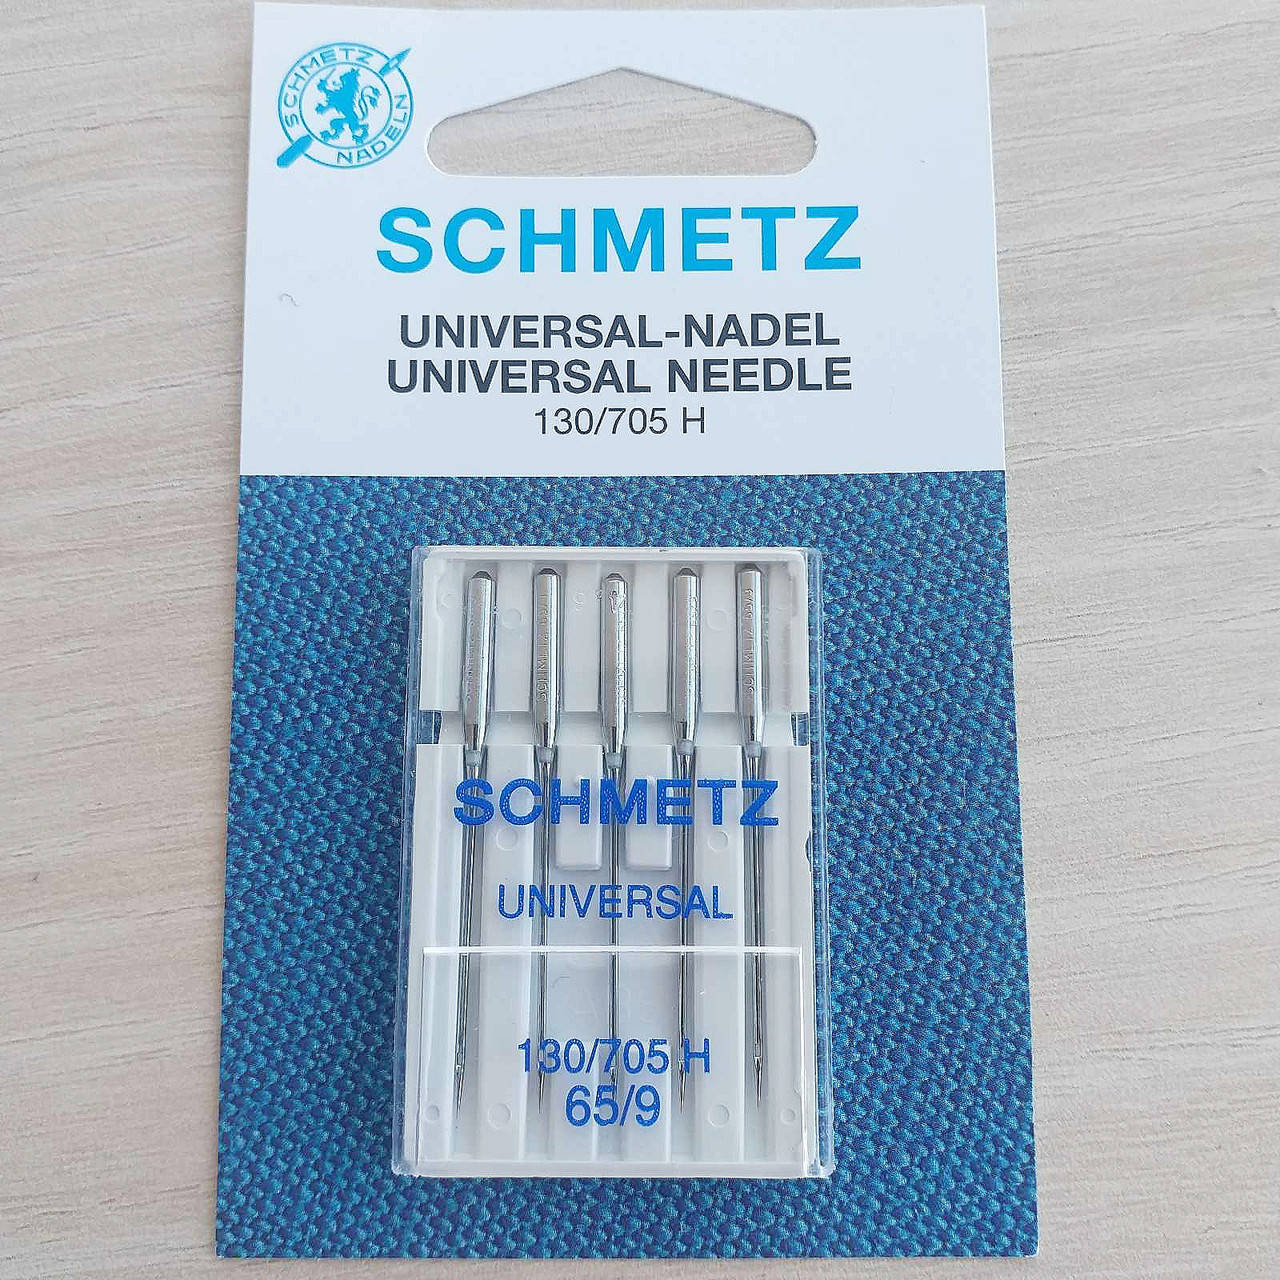 SCHMETZ
NADELN
SCHMETZ
UNIVERSAL-NADEL
UNIVERSAL NEEDLE
130/705 H
SCHMETZ
UNIVERSAL
130/705 H
65/9